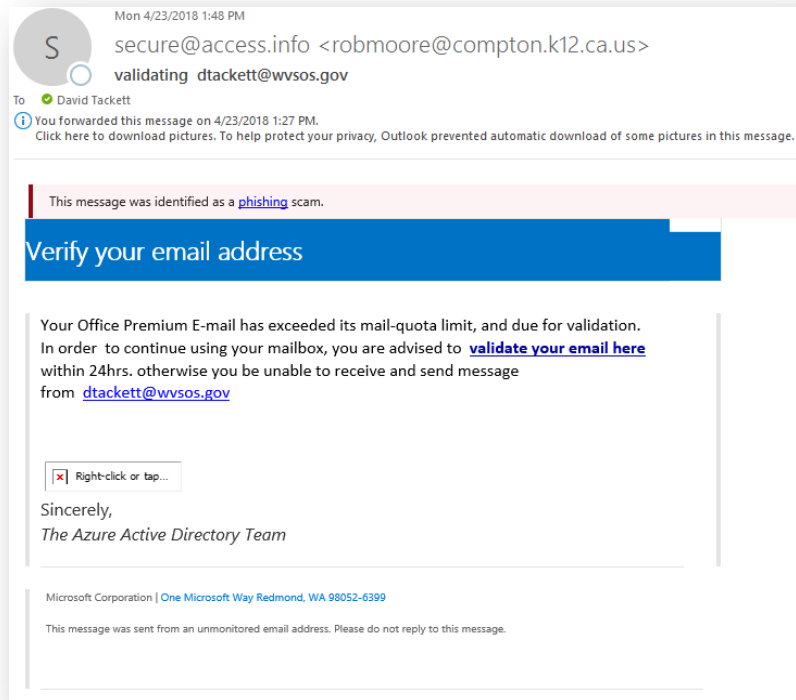 Mon 4/23/2018 1:48 PM
S
secure@access.info <robmoore@compton.k12.ca.us>
validating dtackett@wvsos.gov
To David Tackett
You forwarded this message on 4/23/2018 1:27 PM.
Click here to download pictures. To help protect your privacy, Outlook prevented automatic download of some pictures in this message.
This message was identified as a phishing scam.
Verify your email address
Your Office Premium E-mail has exceeded its mail-quota limit, and due for validation.
In order to continue using your mailbox, you are advised to validate your email here
within 24hrs. otherwise you be unable to receive and send message
from dtackett@wvsos.gov
Right-click or tap...
Sincerely,
The Azure Active Directory Team
Microsoft Corporation | One Microsoft Way Redmond, WA 98052-6399
This message was sent from an unmonitored email address. Please do not reply to this message.